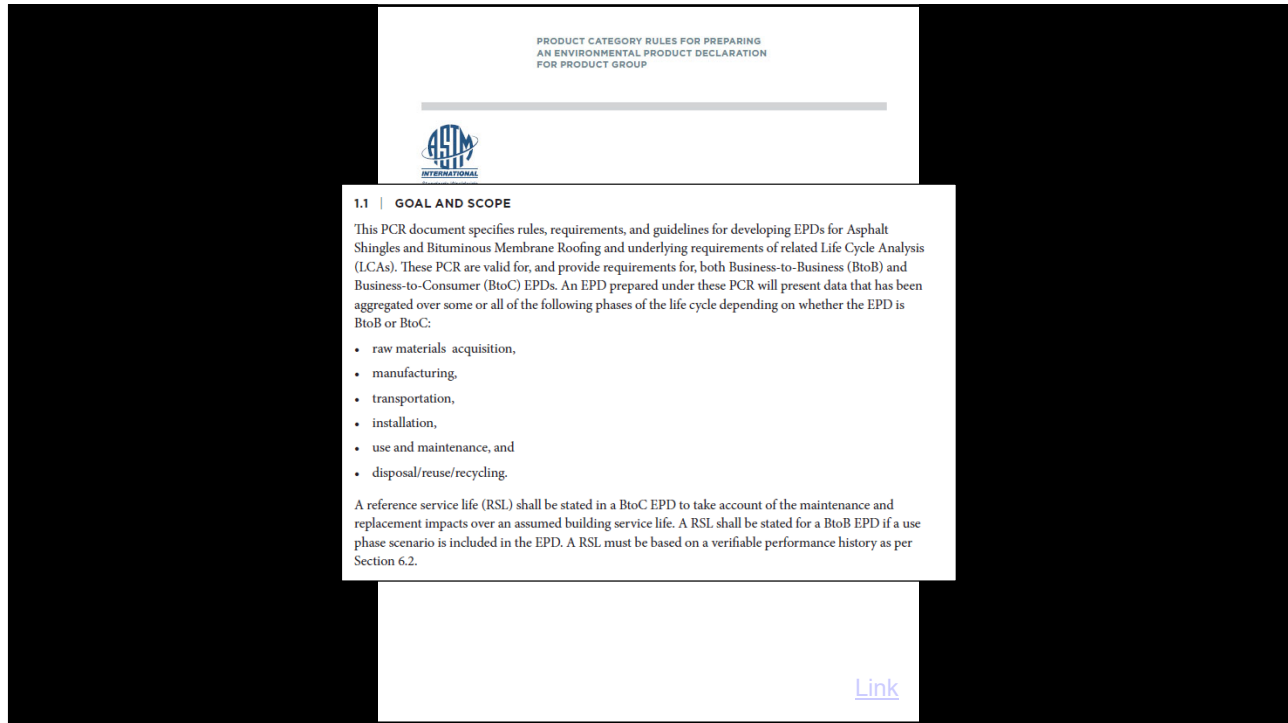 PRODUCT CATEGORY RULES FOR PREPARING
AN ENVIRONMENTAL PRODUCT DECLARATION
FOR PRODUCT GROUP
ASTM
INTERNATIONAL
1.1 | GOAL AND SCOPE
This PCR document specifies rules, requirements, and guidelines for developing EPDs for Asphalt
Shingles and Bituminous Membrane Roofing and underlying requirements of related Life Cycle Analysis
(LCAs). These PCR are valid for, and provide requirements for, both Business-to-Business (BtoB) and
Business-to-Consumer (BtoC) EPDs. An EPD prepared under these PCR will present data that has been
aggregated over some or all of the following phases of the life cycle depending on whether the EPD is
BtoB or BtoC:
• raw materials acquisition,
• manufacturing,
• transportation,
• installation,
• use and maintenance, and
• disposal/reuse/recycling.
A reference service life (RSL) shall be stated in a BtoC EPD to take account of the maintenance and
replacement impacts over an assumed building service life. A RSL shall be stated for a BtoB EPD if a use
phase scenario is included in the EPD. A RSL must be based on a verifiable performance history as per
Section 6.2.
Link